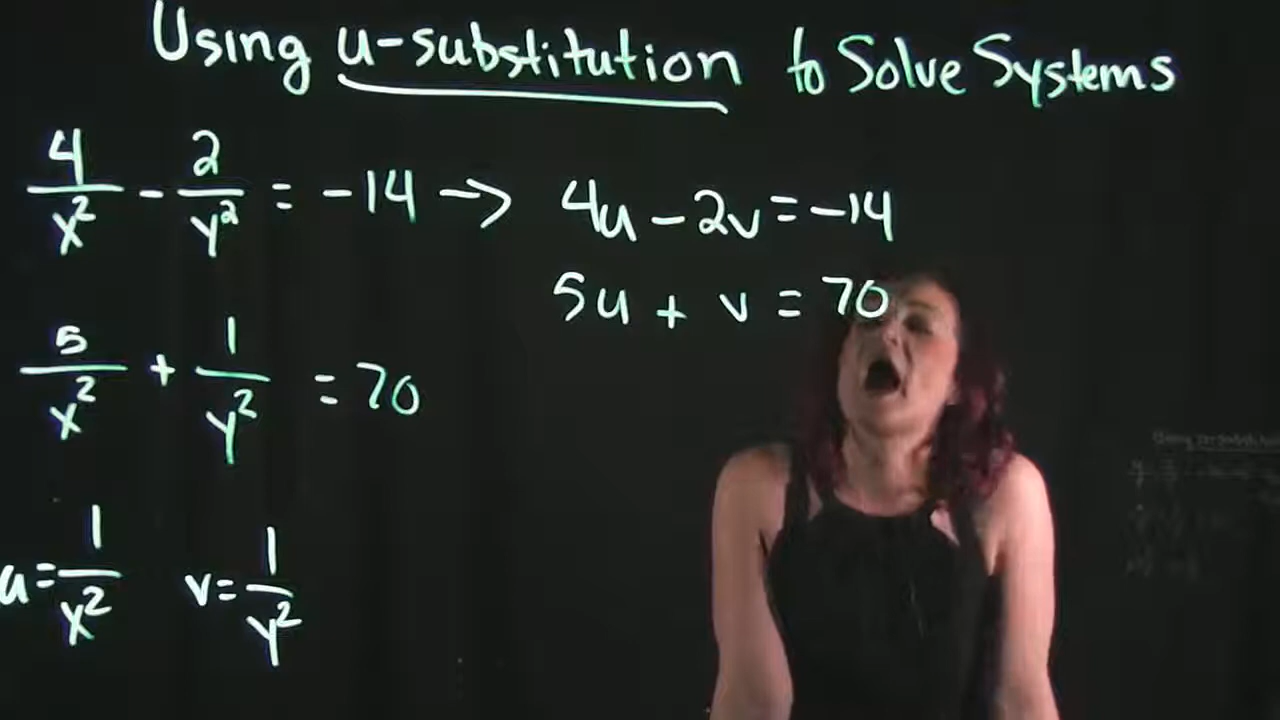 Using u-substitution to Solve Systems
4/x² - 2/y² = -14 → 4u - 2v = -14
5u + v = 70
5/x² + 1/y² = 70
u = 1/x² v = 1/y²